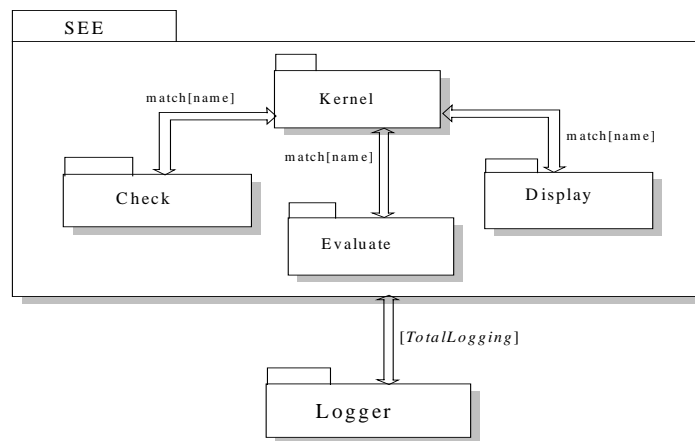 SEE
match[name]
Kernel
match[name]
match[name]
Check
Display
Evaluate
[TotalLogging]
Logger